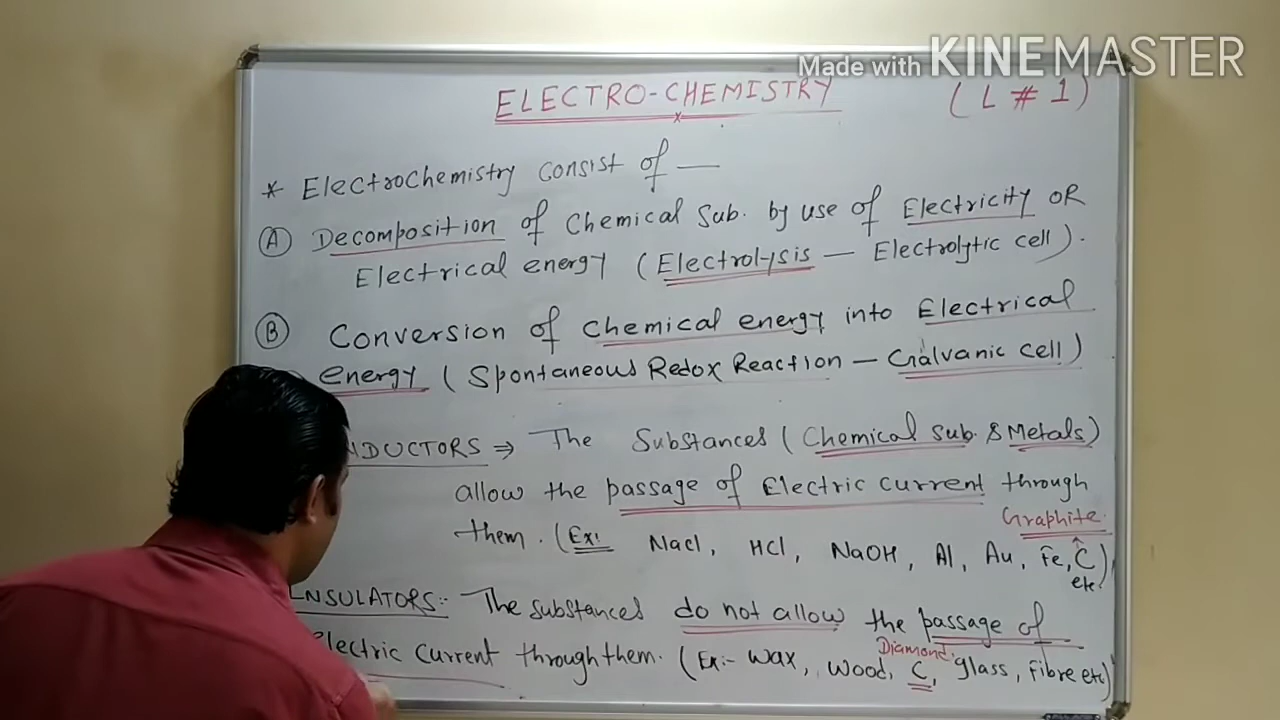 Made with KINEMASTER
ELECTRO-CHEMISTRY (L # 1)
* Electrochemistry consist of —
(A) Decomposition of chemical sub. by use of Electricity OR
Electrical energy (Electrolysis — Electrolytic cell).
(B) Conversion of chemical energy into Electrical
energy (Spontaneous Redox Reaction — Galvanic cell)
NDUCTORS ⇒ The Substances (Chemical sub. & Metals)
allow the passage of Electric current through
Graphite
them. (Ex: Nacl, HCl, NaOH, Al, Au, Fe, C)
etc.
INSULATORS:- The substances do not allow the passage of
Diamond
lectric current through them. (Ex:- Wax, Wood, C, glass, Fibre etc)